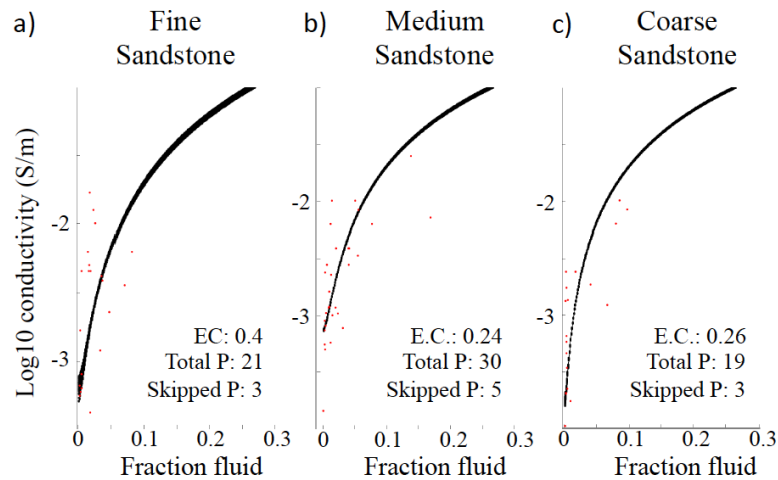 a)
Fine
Sandstone
b)
Medium
Sandstone
c)
Coarse
Sandstone
Log10 conductivity (S/m)
-2
-3
EC: 0.4
Total P: 21
Skipped P: 3
0
0.1
0.2
0.3
Fraction fluid
-2
-3
E.C.: 0.24
Total P: 30
Skipped P: 5
0
0.1
0.2
0.3
Fraction fluid
-2
-3
E.C.: 0.26
Total P: 19
Skipped P: 3
0
0.1
0.2
0.3
Fraction fluid